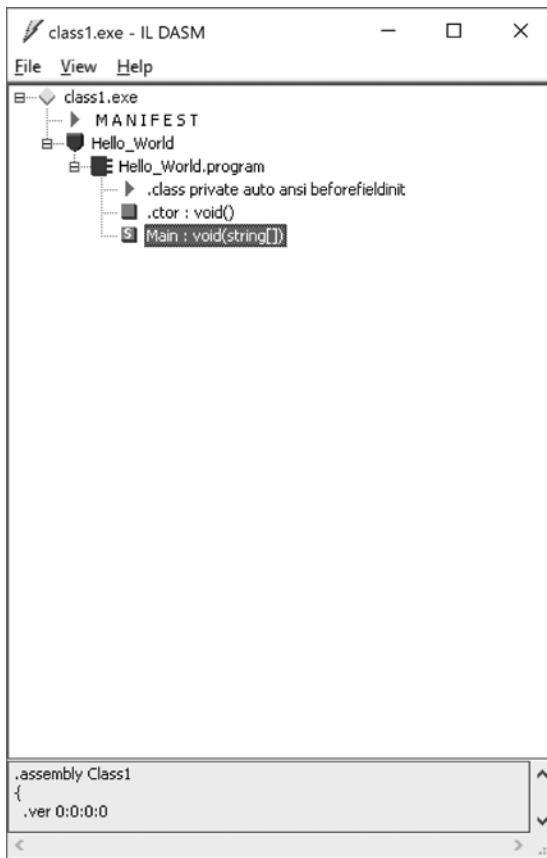 class1.exe - IL DASM
File View Help
class1.exe
MANIFEST
Hello_World
Hello_World.program
.class private auto ansi beforefieldinit
.ctor : void()
S Main : void(string[])
.assembly Class1
{
.ver 0:0:0:0